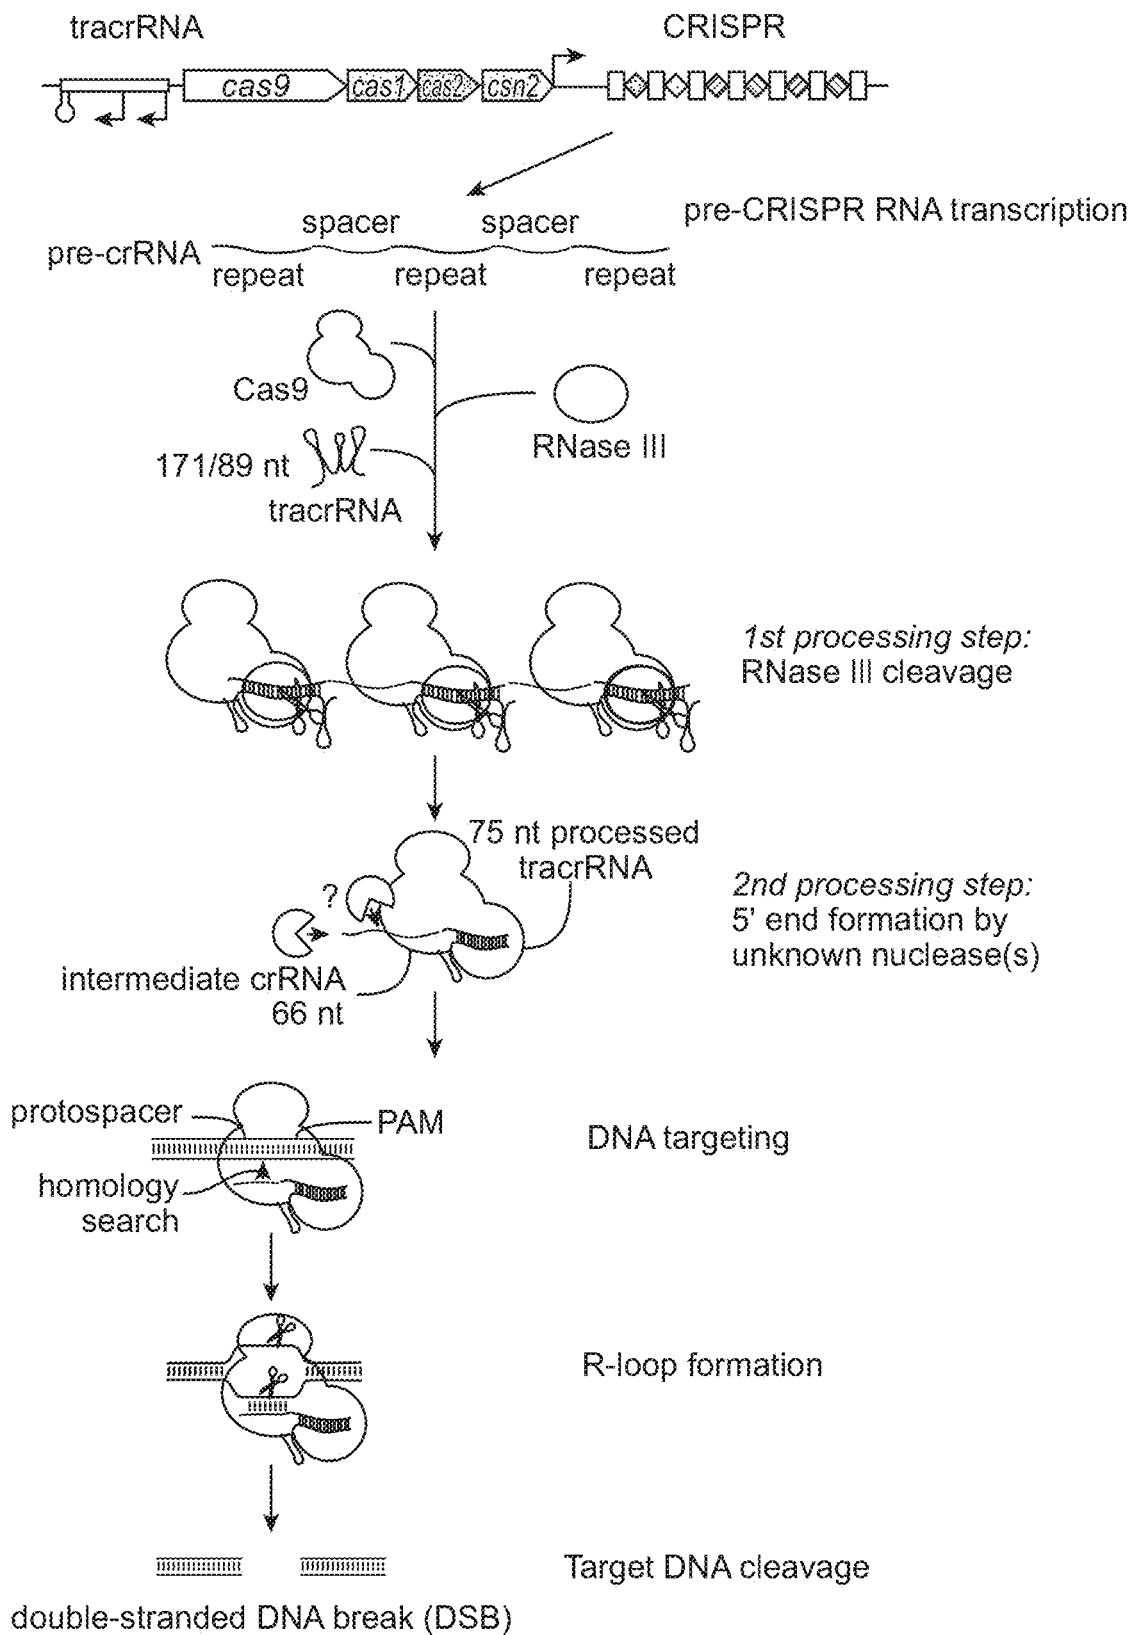 tracrRNA
CRISPR
cas9
cas1
cas2
csn2
pre-CRISPR RNA transcription
spacer
spacer
pre-crRNA
repeat
repeat
repeat
Cas9
RNase III
171/89 nt
tracrRNA
1st processing step:
RNase III cleavage
75 nt processed
tracrRNA
?
2nd processing step:
5' end formation by
unknown nuclease(s)
intermediate crRNA
66 nt
protospacer
PAM
DNA targeting
homology
search
R-loop formation
Target DNA cleavage
double-stranded DNA break (DSB)